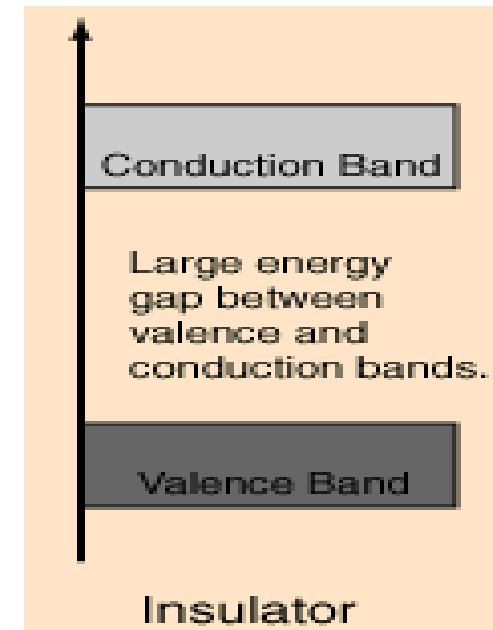 Conduction Band
Large energy
gap between
valence and
conduction bands.
Valence Band
Insulator